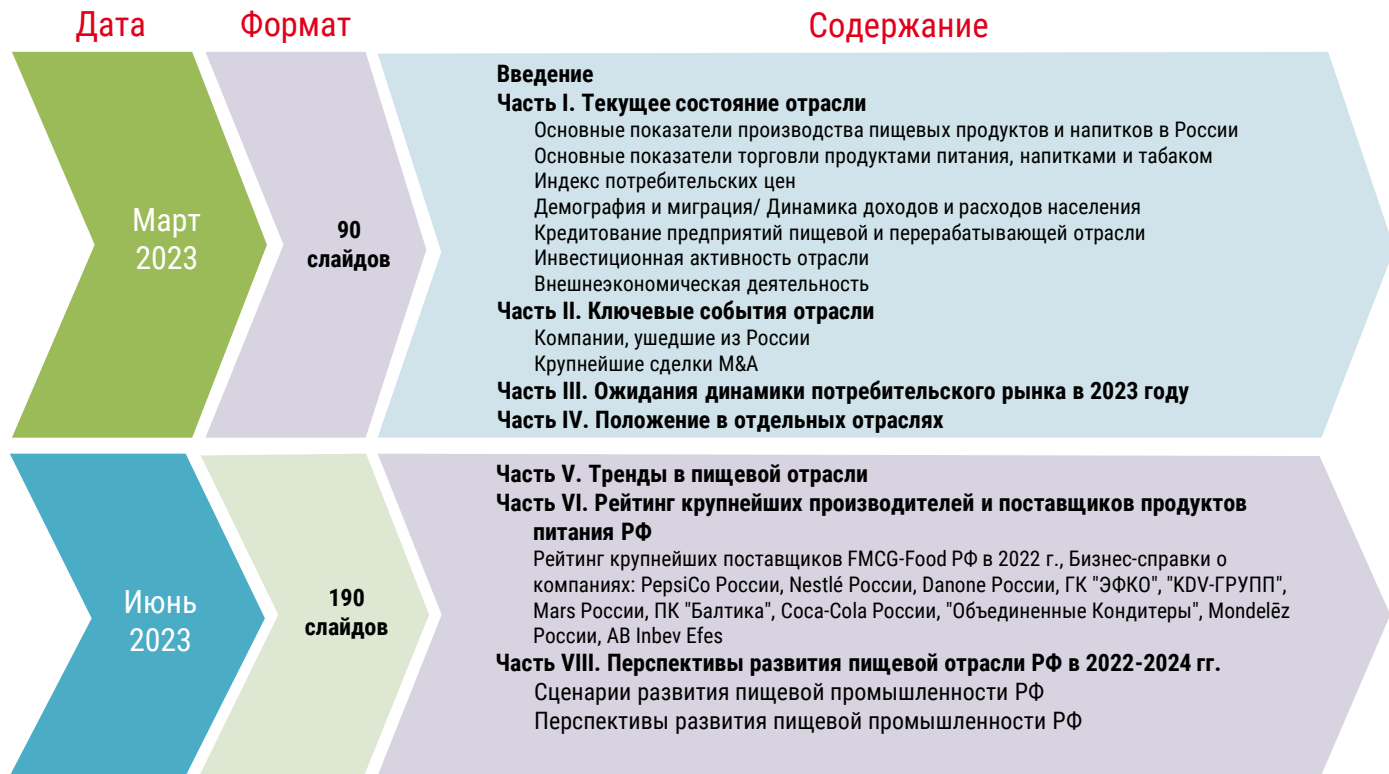 Дата
Формат
Содержание
Март
2023
90
слайдов
Введение
Часть I. Текущее состояние отрасли
Основные показатели производства пищевых продуктов и напитков в России
Основные показатели торговли продуктами питания, напитками и табаком
Индекс потребительских цен
Демография и миграция/ Динамика доходов и расходов населения
Кредитование предприятий пищевой и перерабатывающей отрасли
Инвестиционная активность отрасли
Внешнеэкономическая деятельность
Часть II. Ключевые события отрасли
Компании, ушедшие из России
Крупнейшие сделки M&A
Часть III. Ожидания динамики потребительского рынка в 2023 году
Часть IV. Положение в отдельных отраслях
Июнь
2023
190
слайдов
Часть V. Тренды в пищевой отрасли
Часть VI. Рейтинг крупнейших производителей и поставщиков продуктов
питания РФ
Рейтинг крупнейших поставщиков FMCG-Food РФ в 2022 г., Бизнес-справки о
компаниях: PepsiCo России, Nestlé России, Danone России, ГК "ЭФКО", "KDV-ГРУПП",
Mars России, ПК "Балтика", Coca-Cola России, "Объединенные Кондитеры", Mondelēz
России, AB Inbev Efes
Часть VIII. Перспективы развития пищевой отрасли РФ в 2022-2024 гг.
Сценарии развития пищевой промышленности РФ
Перспективы развития пищевой промышленности РФ